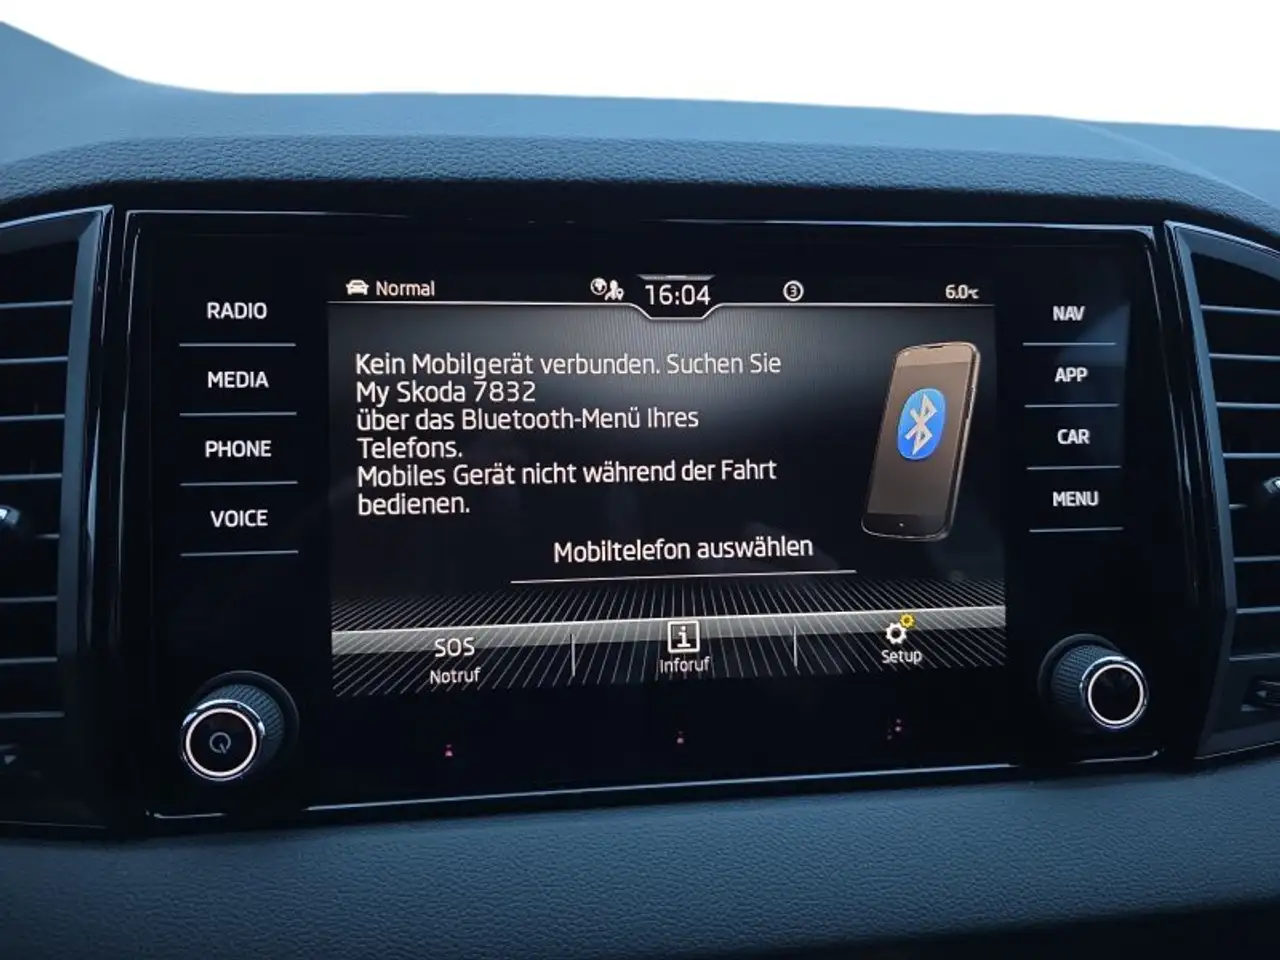 Normal
16:04
3
6.0°C
RADIO
MEDIA
PHONE
VOICE
Kein Mobilgerät verbunden. Suchen Sie
My Skoda 7832
über das Bluetooth-Menü Ihres
Telefons.
Mobiles Gerät nicht während der Fahrt
bedienen.
Mobiltelefon auswählen
NAV
APP
CAR
MENU
SOS
Notruf
i
Inforuf
Setup